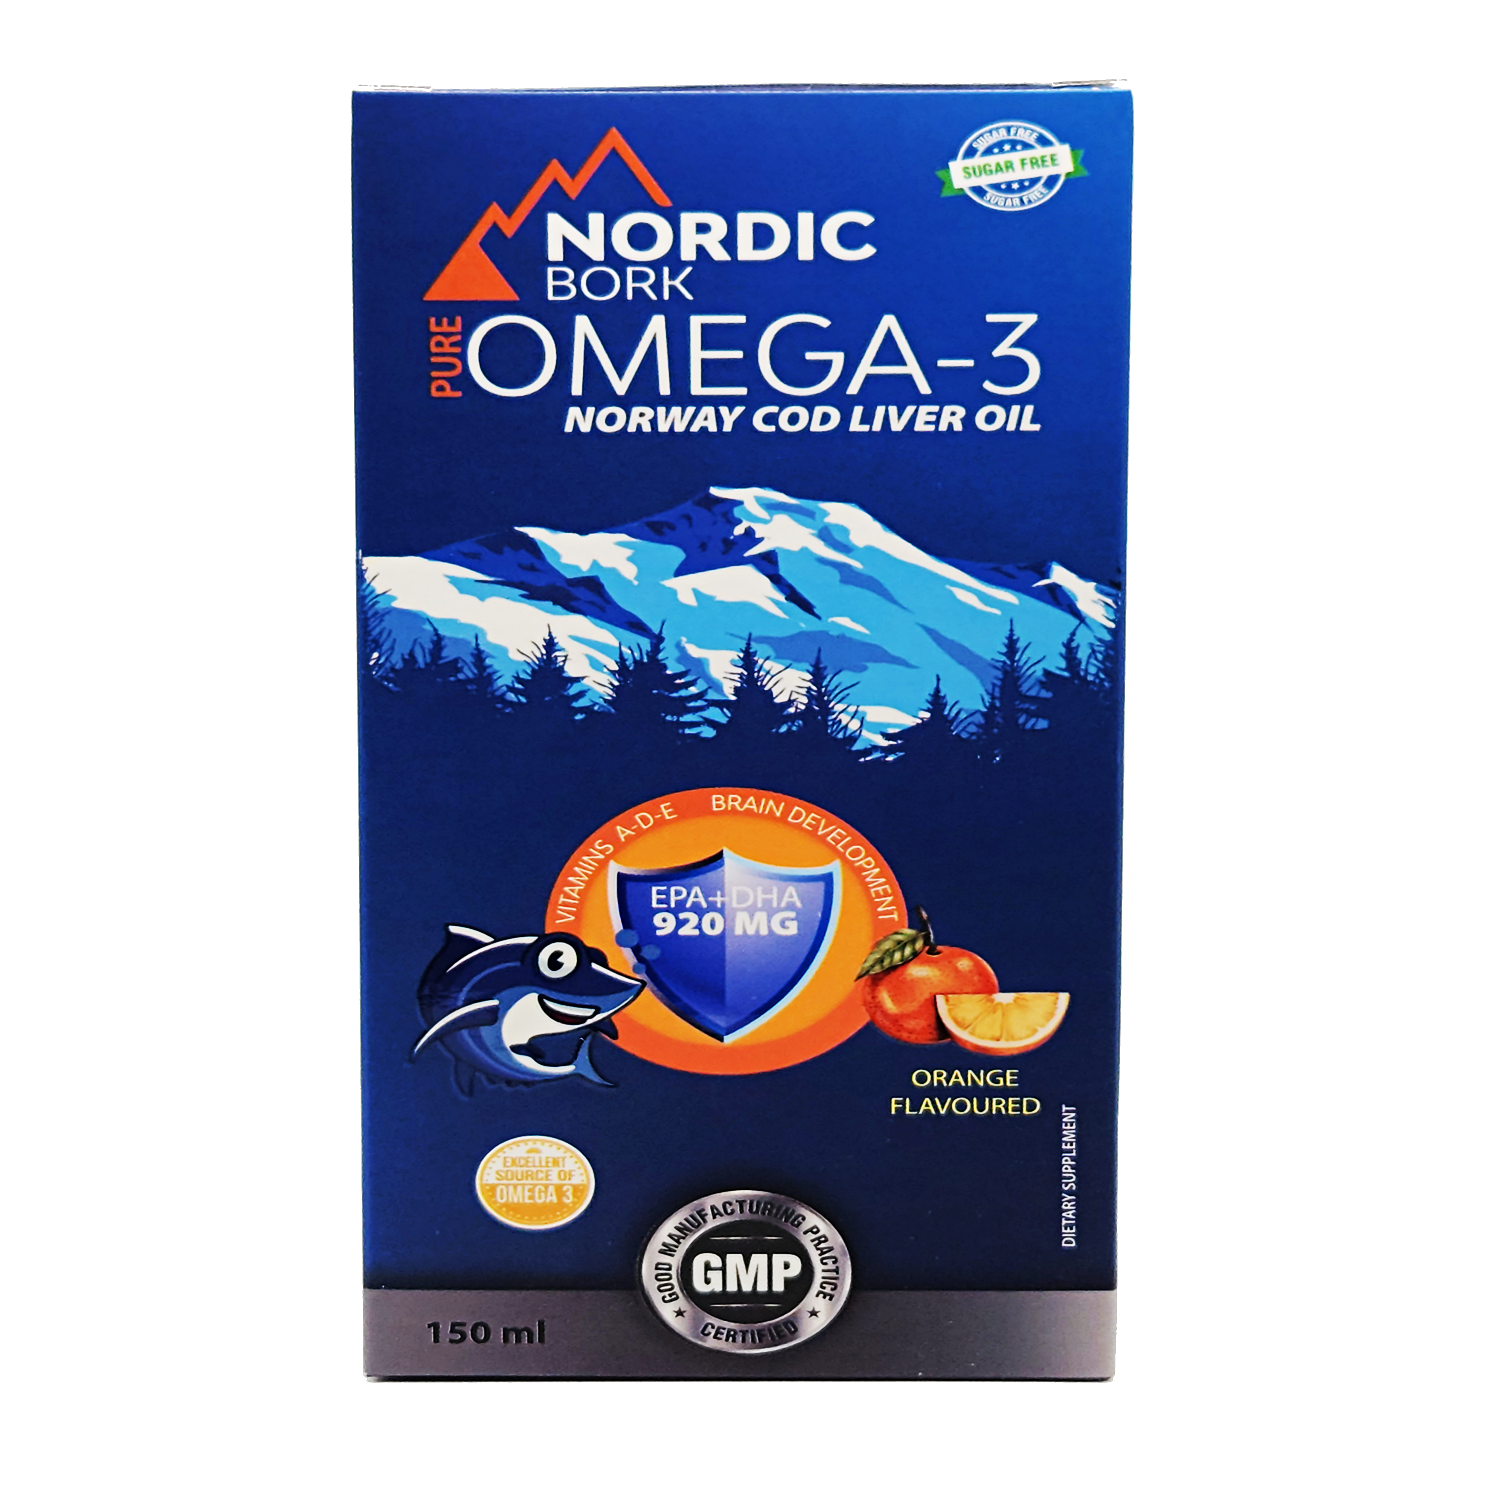 SUGAR FREE
SUGAR FREE
SUGAR FREE
NORDIC
BORK
PURE
OMEGA-3
NORWAY COD LIVER OIL
VITAMINS A-D-E
BRAIN DEVELOPMENT
EPA+DHA
920 MG
ORANGE
FLAVOURED
DIETARY SUPPLEMENT
EXCELLENT
SOURCE OF
OMEGA 3
GOOD MANUFACTURING PRACTICE
GMP
CERTIFIED
150 ml